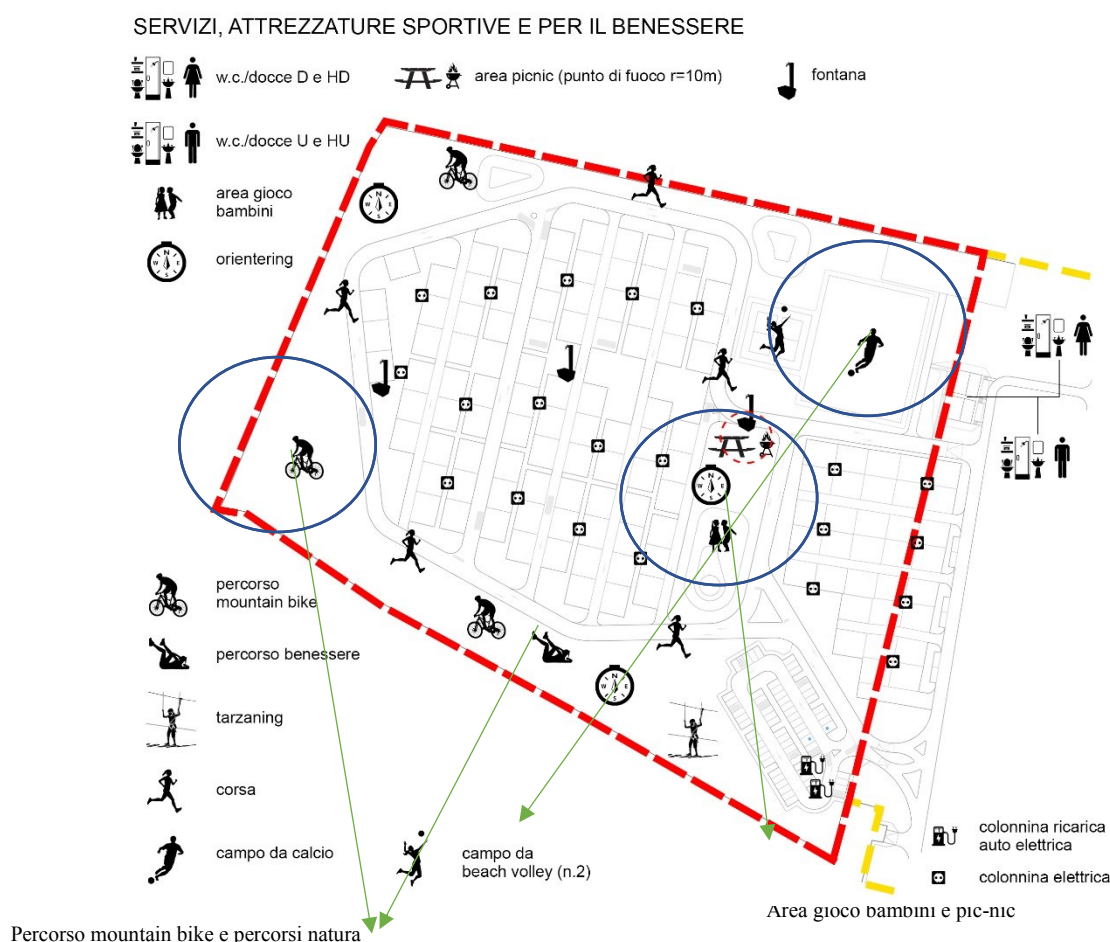 SERVIZI, ATTREZZATURE SPORTIVE E PER IL BENESSERE
w.c./docce D e HD
area picnic (punto di fuoco r=10m)
fontana
w.c./docce U e HU
area gioco
bambini
orientering
percorso
mountain bike
percorso benessere
tarzaning
corsa
campo da calcio
campo da
beach volley (n.2)
colonnina ricarica
auto elettrica
colonnina elettrica
Area gioco bambini e pic-nic
Percorso mountain bike e percorsi natura